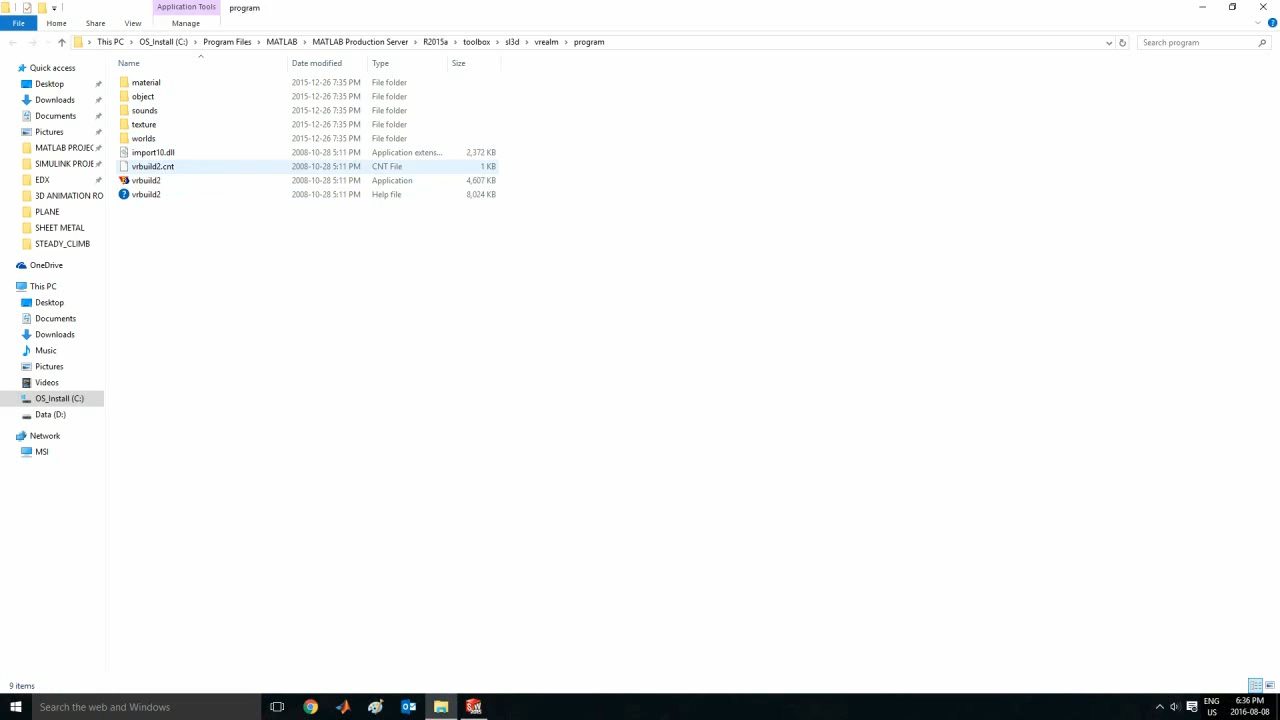 Application Tools program
File Home Share View Manage
This PC OS_Install (C:) Program Files MATLAB MATLAB Production Server R2015a toolbox sl3d vrealm program Search program
Name Date modified Type Size
Quick access
Desktop
Downloads
Documents
Pictures
MATLAB PROJEC
SIMULINK PROJE
EDX
3D ANIMATION RO
PLANE
SHEET METAL
STEADY_CLIMB
OneDrive
This PC
Desktop
Documents
Downloads
Music
Pictures
Videos
OS_Install (C:)
Data (D:)
Network
MSI
material 2015-12-26 7:35 PM File folder
object 2015-12-26 7:35 PM File folder
sounds 2015-12-26 7:35 PM File folder
texture 2015-12-26 7:35 PM File folder
worlds 2015-12-26 7:35 PM File folder
import10.dll 2008-10-28 5:11 PM Application extens... 2,372 KB
vrbuild2.cnt 2008-10-28 5:11 PM CNT File 1 KB
vrbuild2 2008-10-28 5:11 PM Application 4,607 KB
vrbuild2 2008-10-28 5:11 PM Help file 8,024 KB
9 items
Search the web and Windows
ENG 6:36 PM
US 2016-08-08